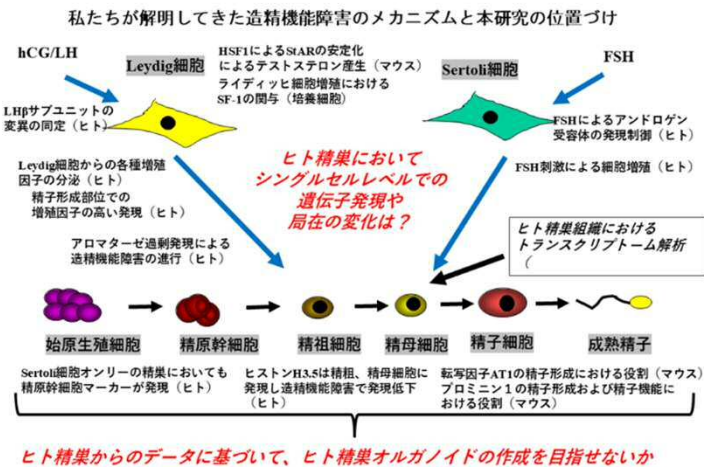 私たちが解明してきた造精機能障害のメカニズムと本研究の位置づけ
hCG/LH
Leydig細胞
HSF1によるStARの安定化
によるテストステロン産生（マウス）
ライディッヒ細胞増殖における
SF-1の関与（培養細胞）
Sertoli細胞
FSH
LHβサブユニットの
変異の同定（ヒト）
FSHによるアンドロゲン
受容体の発現制御（ヒト）
Leydig細胞からの各種増殖
因子の分泌（ヒト）
精子形成部位での
増殖因子の高い発現（ヒト）
ヒト精巣において
シングルセルレベルでの
遺伝子発現や
局在の変化は？
FSH刺激による細胞増殖（ヒト）
アロマターゼ過剰発現による
造精機能障害の進行（ヒト）
ヒト精巣組織における
トランスクリプトーム解析
（
始原生殖細胞
精原幹細胞
精祖細胞
精母細胞
精子細胞
成熟精子
Sertoli細胞オンリーの精巣においても
精原幹細胞マーカーが発現（ヒト）
ヒストンH3.5は精祖、精母細胞に
発現し造精機能障害で発現低下
（ヒト）
転写因子AT1の精子形成における役割（マウス）
プロミニン１の精子形成および精子機能に
おける役割（マウス）
ヒト精巣からのデータに基づいて、ヒト精巣オルガノイドの作成を目指せないか